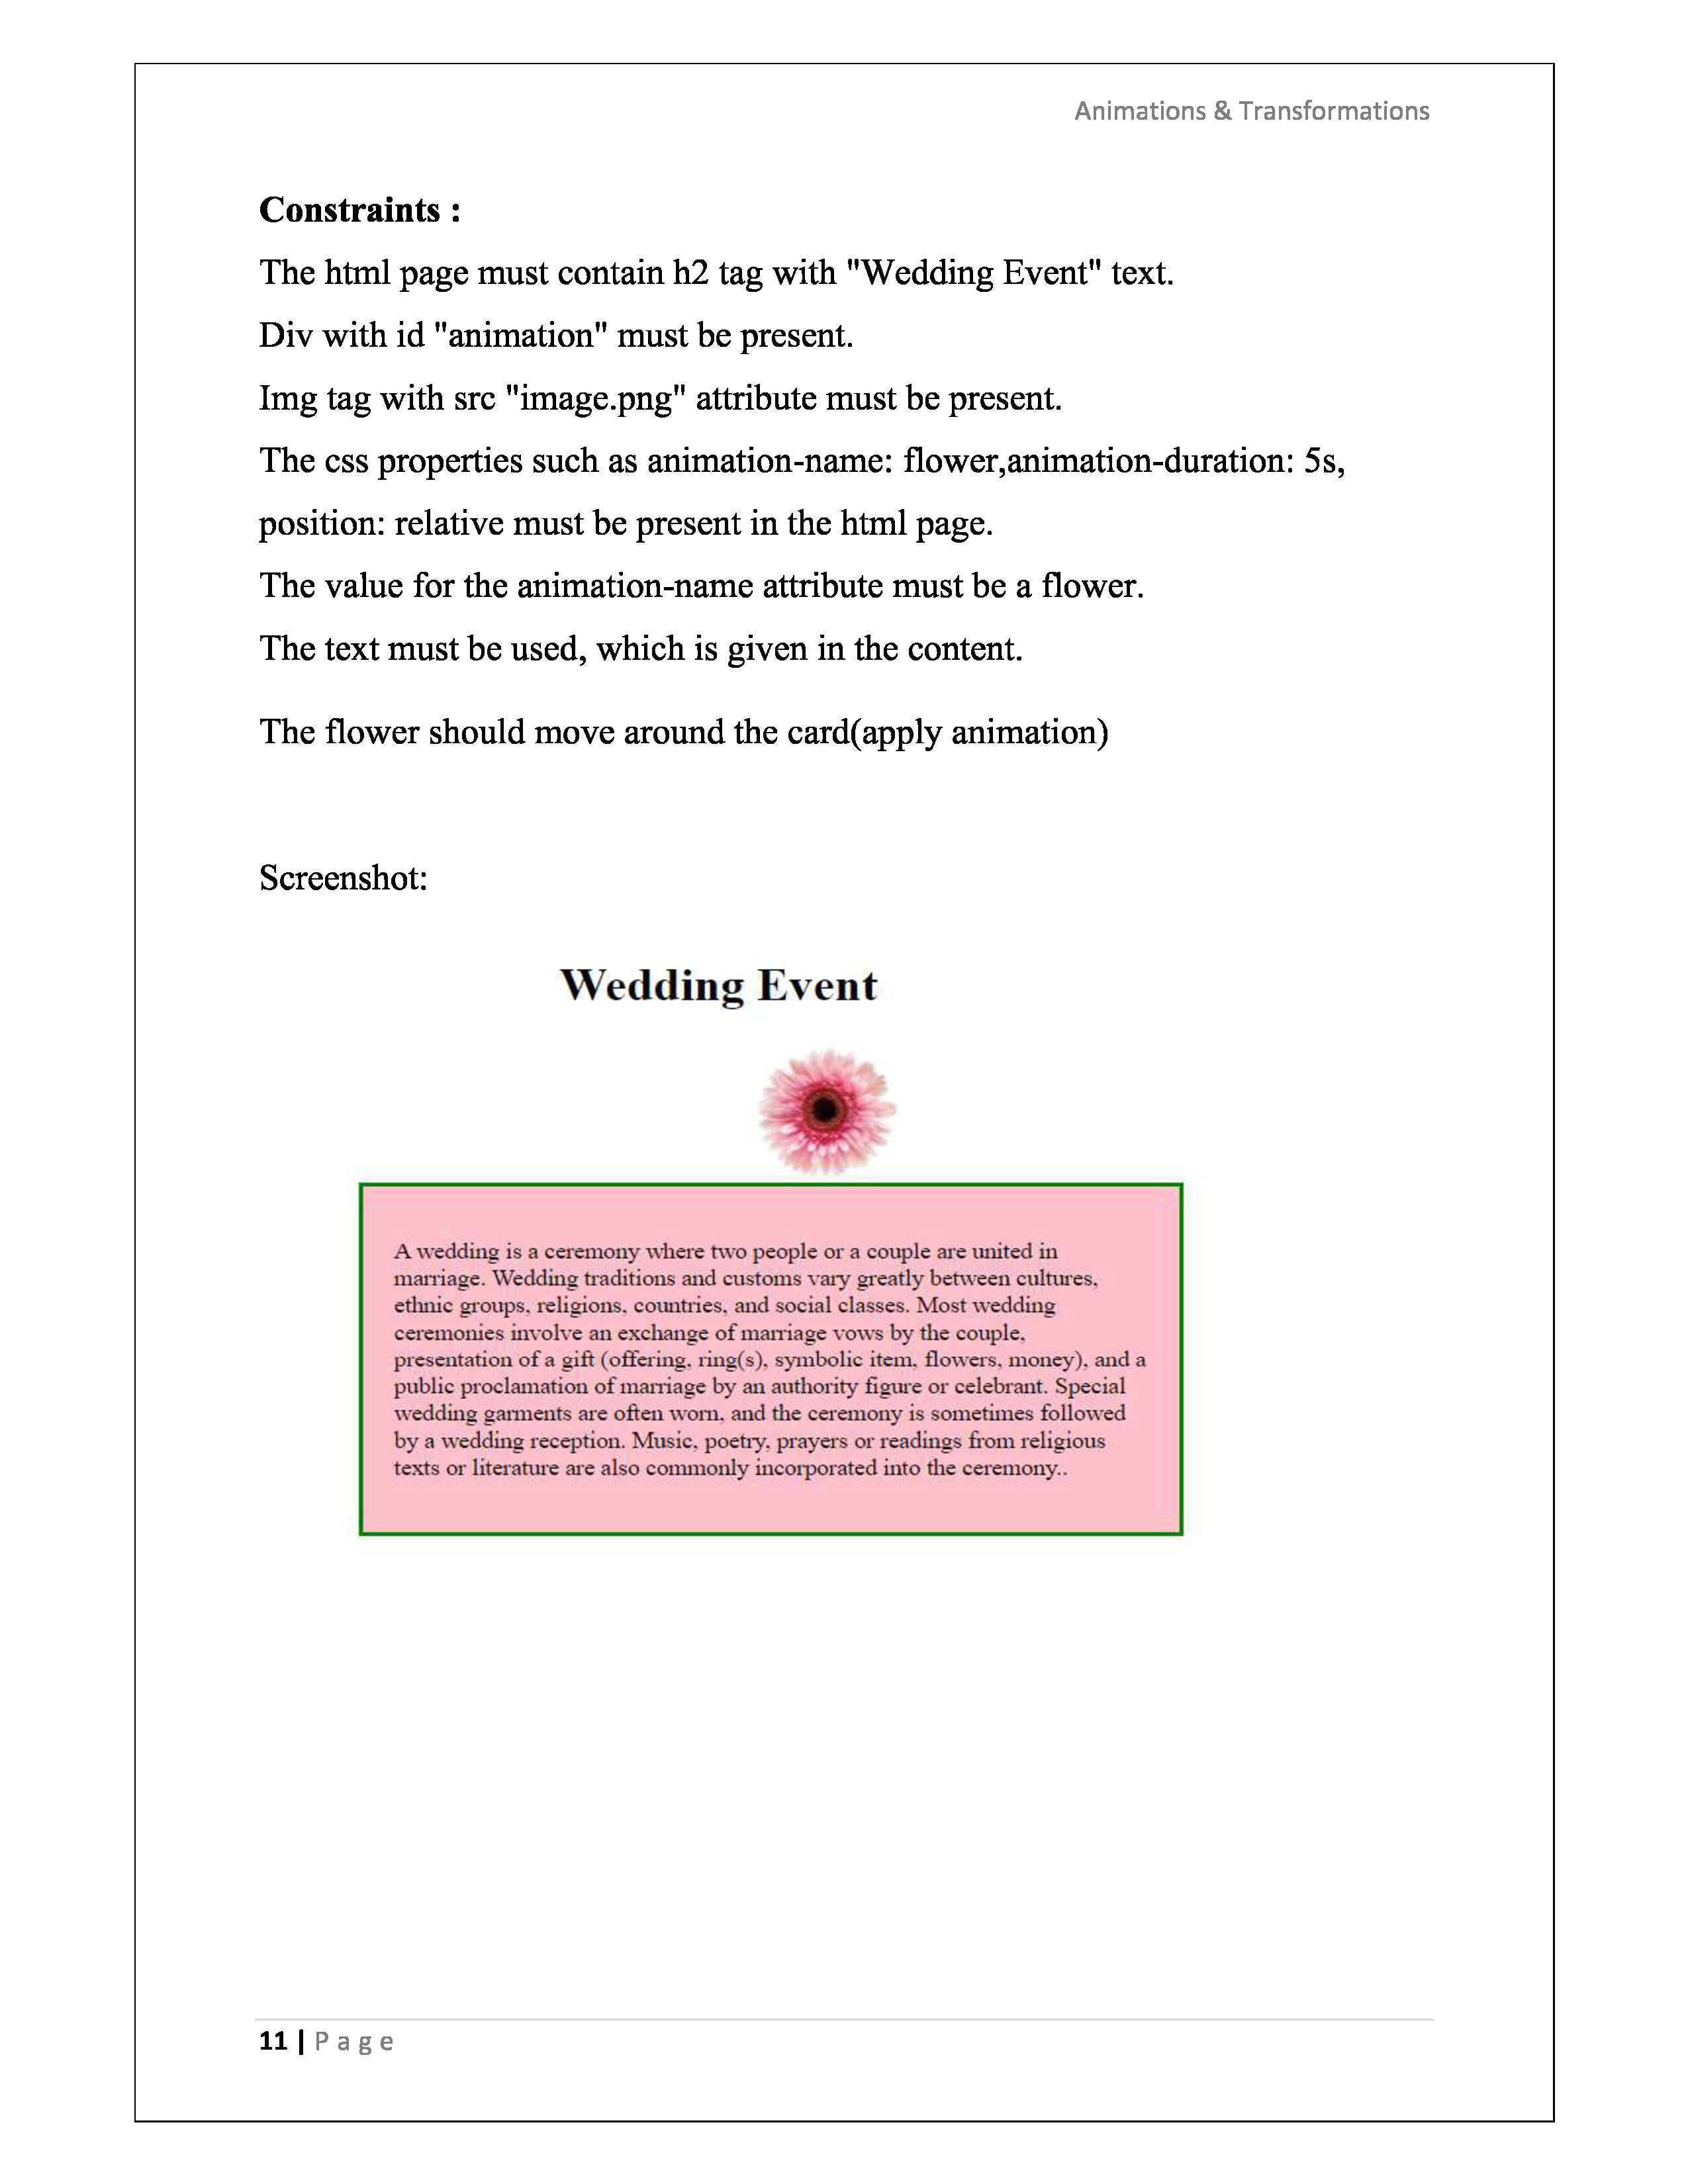 Animations & Transformations
Constraints :
The html page must contain h2 tag with "Wedding Event" text.
Div with id "animation" must be present.
Img tag with src "image.png" attribute must be present.
The css properties such as animation-name: flower,animation-duration: 5s,
position: relative must be present in the html page.
The value for the animation-name attribute must be a flower.
The text must be used, which is given in the content.
The flower should move around the card(apply animation)
Screenshot:
Wedding Event
A wedding is a ceremony where two people or a couple are united in
marriage. Wedding traditions and customs vary greatly between cultures,
ethnic groups, religions, countries, and social classes. Most wedding
ceremonies involve an exchange of marriage vows by the couple,
presentation of a gift (offering, ring(s), symbolic item, flowers, money), and a
public proclamation of marriage by an authority figure or celebrant. Special
wedding garments are often worn, and the ceremony is sometimes followed
by a wedding reception. Music, poetry, prayers or readings from religious
texts or literature are also commonly incorporated into the ceremony..
11 | P a g e